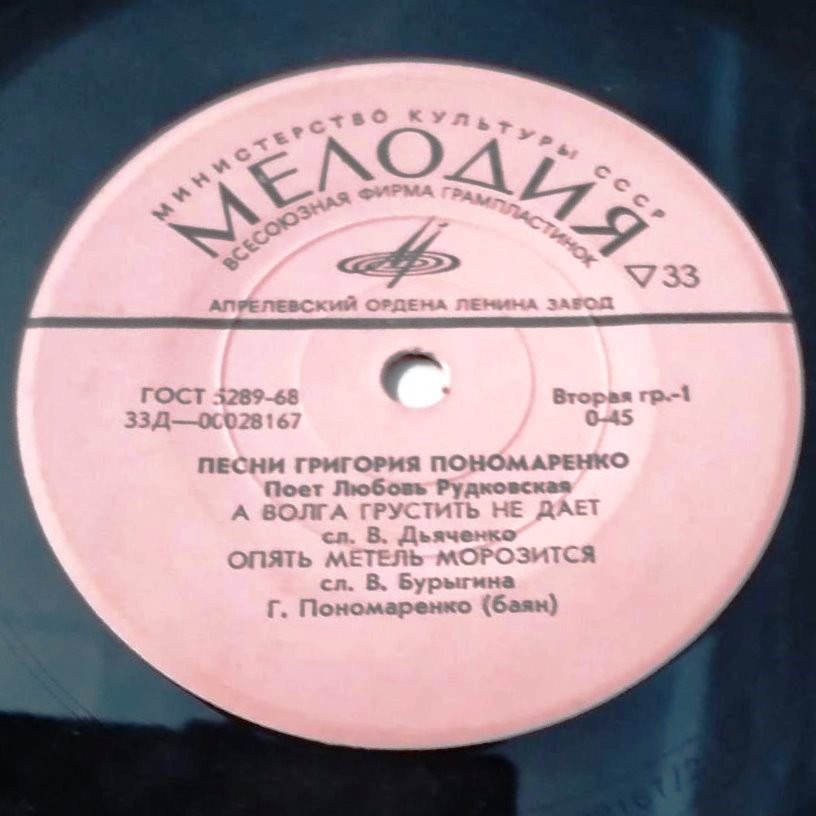 МИНИСТЕРСТВО КУЛЬТУРЫ СССР
МЕЛОДИЯ
ВСЕСОЮЗНАЯ ФИРМА ГРАМПЛАСТИНОК
▽33
АПРЕЛЕВСКИЙ ОРДЕНА ЛЕНИНА ЗАВОД
ГОСТ 5289-68
Вторая гр.-1
33Д—00028167
0-45
ПЕСНИ ГРИГОРИЯ ПОНОМАРЕНКО
Поет Любовь Рудковская
А ВОЛГА ГРУСТИТЬ НЕ ДАЕТ
сл. В. Дьяченко
ОПЯТЬ МЕТЕЛЬ МОРОЗИТСЯ
сл. В. Бурыгина
Г. Пономаренко (баян)